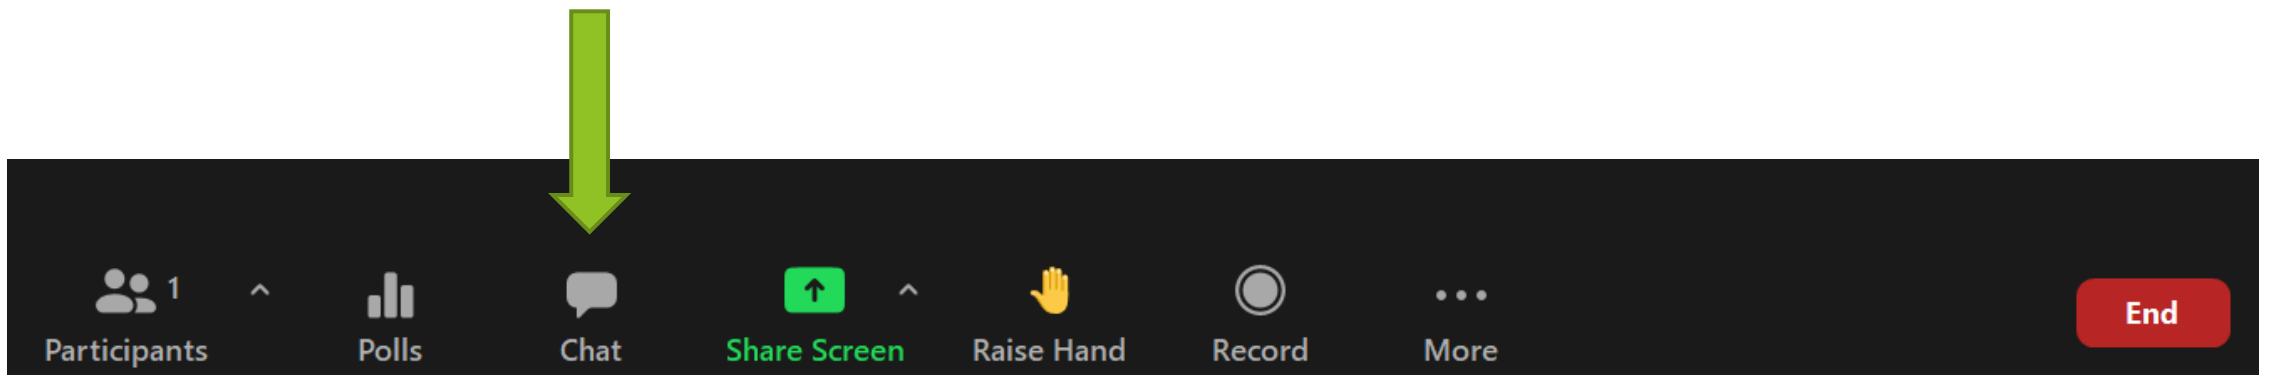 1
Participants
Polls
Chat
Share Screen
Raise Hand
Record
More
End